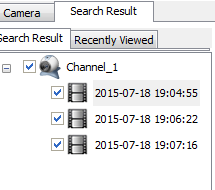 Camera Search Result
Search Result Recently Viewed
Channel_1
2015-07-18 19:04:55
2015-07-18 19:06:22
2015-07-18 19:07:16